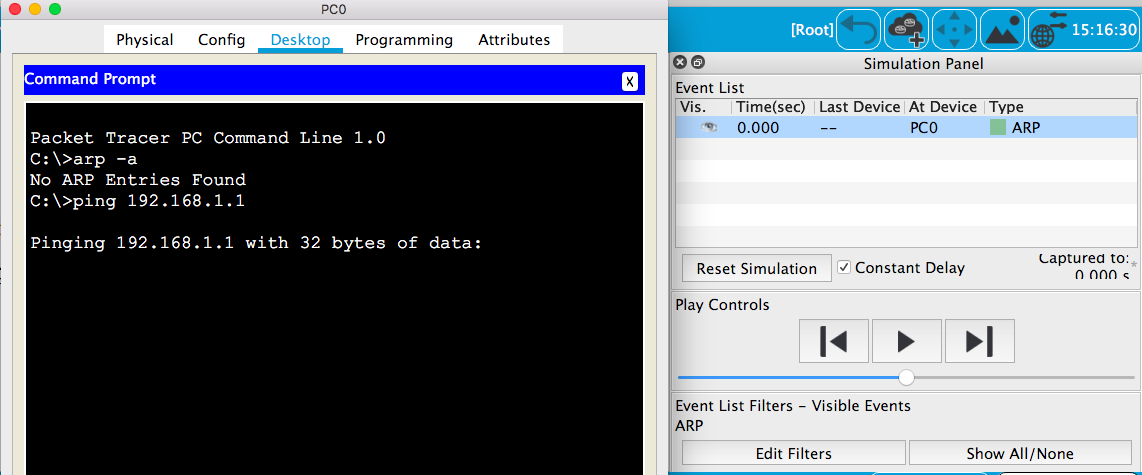 PC0
Physical Config Desktop Programming Attributes
Command Prompt
X
Packet Tracer PC Command Line 1.0
C:\>arp -a
No ARP Entries Found
C:\>ping 192.168.1.1
Pinging 192.168.1.1 with 32 bytes of data:
[Root] 15:16:30
Simulation Panel
Event List
Vis. Time(sec) Last Device At Device Type
0.000 -- PC0 ARP
Reset Simulation Constant Delay Captured to:*
0.000 s
Play Controls
Event List Filters - Visible Events
ARP
Edit Filters Show All/None